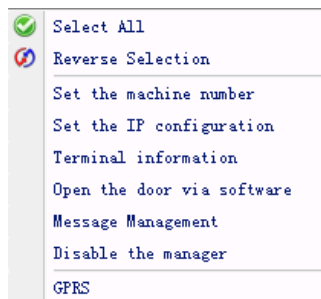 Select All
Reverse Selection
Set the machine number
Set the IP configuration
Terminal information
Open the door via software
Message Management
Disable the manager
GPRS